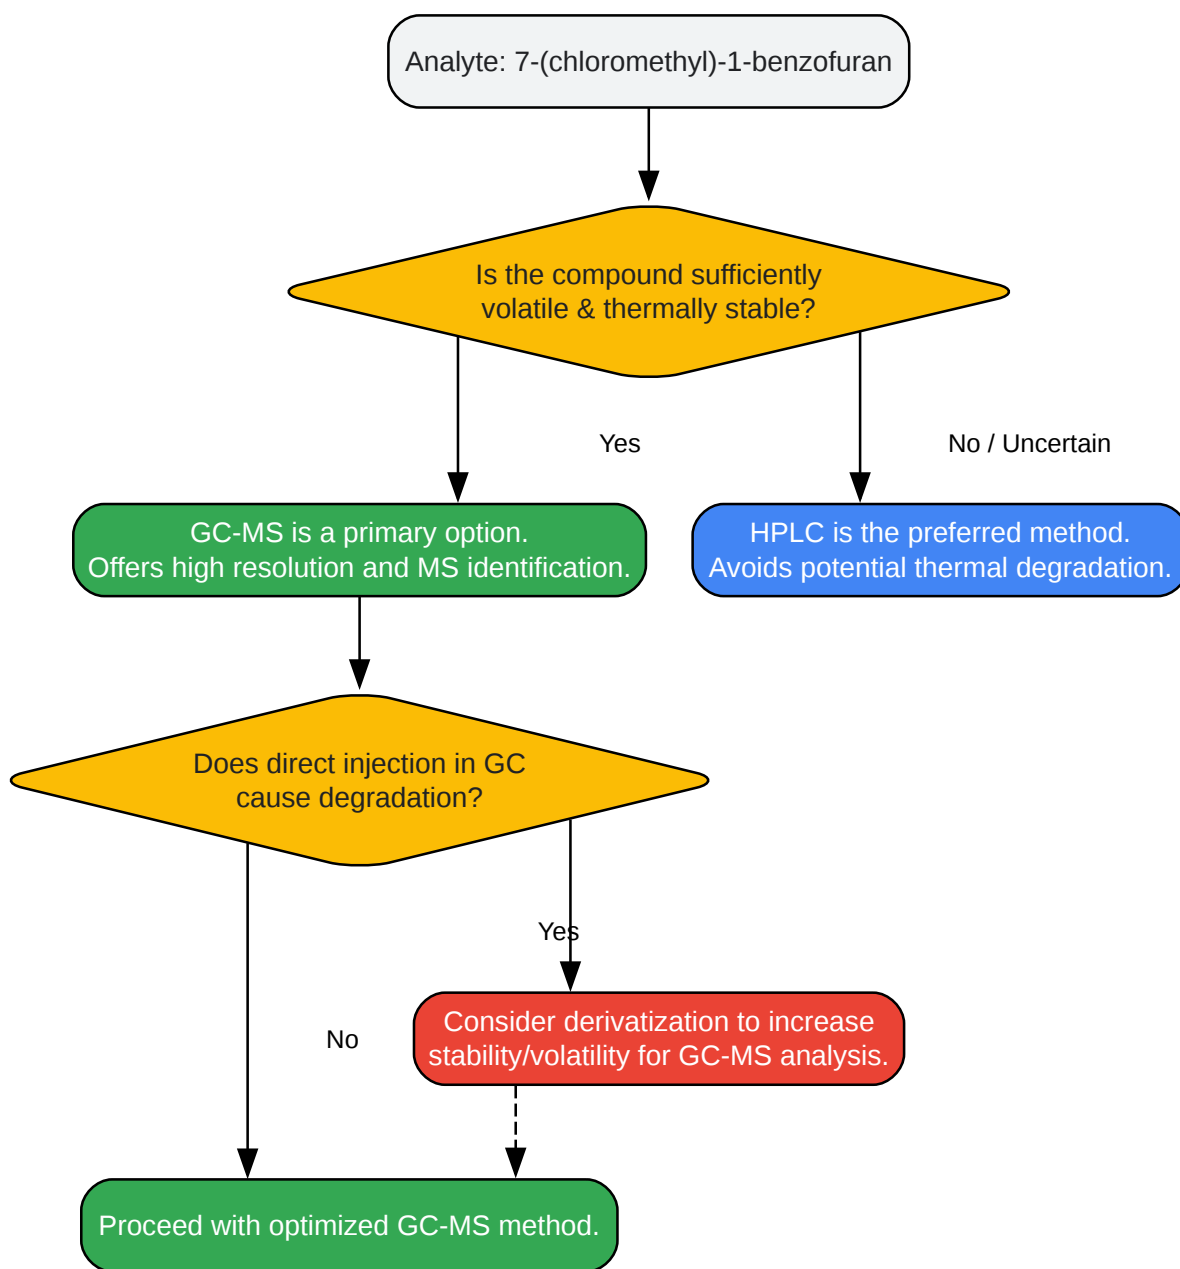 Analyte: 7-(chloromethyl)-1-benzofuran
Is the compound sufficiently
volatile & thermally stable?
Yes
No / Uncertain
GC-MS is a primary option.
Offers high resolution and MS identification.
HPLC is the preferred method.
Avoids potential thermal degradation.
Does direct injection in GC
cause degradation?
Yes
No
Consider derivatization to increase
stability/volatility for GC-MS analysis.
Proceed with optimized GC-MS method.